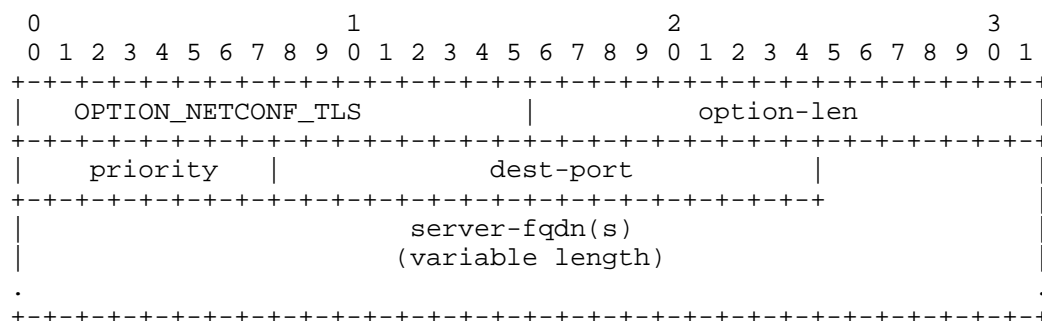 0                   1                   2                   3
 0 1 2 3 4 5 6 7 8 9 0 1 2 3 4 5 6 7 8 9 0 1 2 3 4 5 6 7 8 9 0 1
+-+-+-+-+-+-+-+-+-+-+-+-+-+-+-+-+-+-+-+-+-+-+-+-+-+-+-+-+-+-+-+-+
|   OPTION_NETCONF_TLS          |          option-len           |
+-+-+-+-+-+-+-+-+-+-+-+-+-+-+-+-+-+-+-+-+-+-+-+-+-+-+-+-+-+-+-+-+
|    priority   |             dest-port           |             |
+-+-+-+-+-+-+-+-+-+-+-+-+-+-+-+-+-+-+-+-+-+-+-+-+-+             |
|                        server-fqdn(s)                         |
|                       (variable length)                       |
.                                                               .
+-+-+-+-+-+-+-+-+-+-+-+-+-+-+-+-+-+-+-+-+-+-+-+-+-+-+-+-+-+-+-+-+